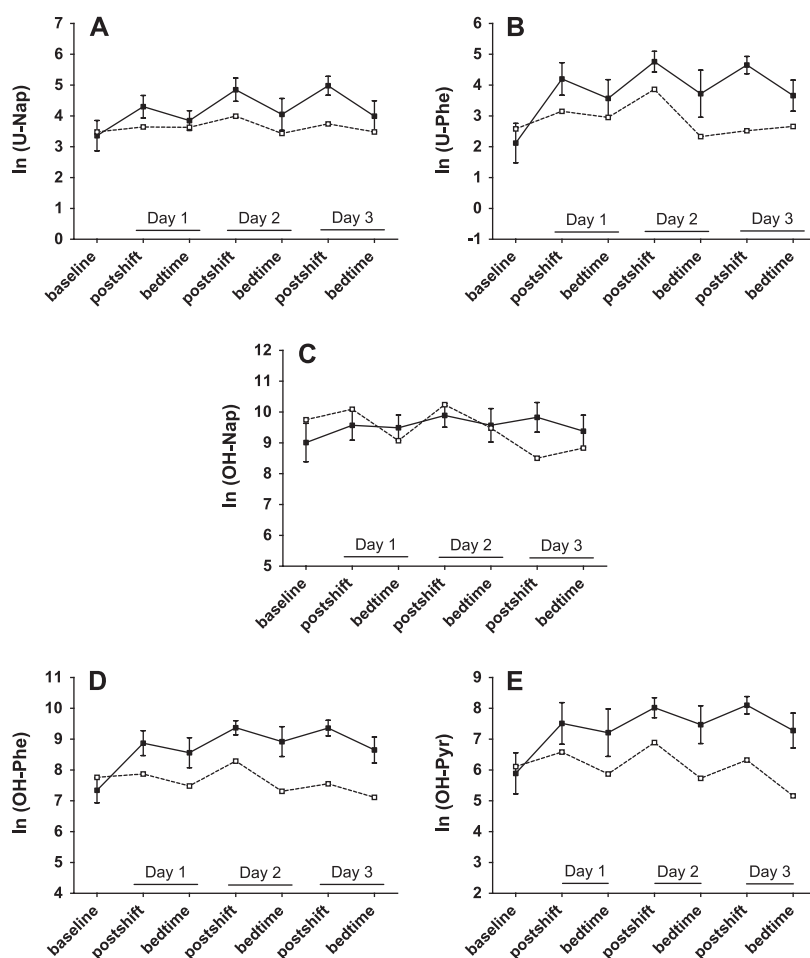 A
ln (U-Nap)
7
6
5
4
3
2
1
0
Day 1
Day 2
Day 3
baseline
postshift
bedtime
postshift
bedtime
postshift
bedtime
B
ln (U-Phe)
6
5
4
3
2
1
-1
Day 1
Day 2
Day 3
baseline
postshift
bedtime
postshift
bedtime
postshift
bedtime
C
ln (OH-Nap)
12
11
10
9
8
7
6
5
Day 1
Day 2
Day 3
baseline
postshift
bedtime
postshift
bedtime
postshift
bedtime
D
ln (OH-Phe)
11
10
9
8
7
6
5
4
Day 1
Day 2
Day 3
baseline
postshift
bedtime
postshift
bedtime
postshift
bedtime
E
ln (OH-Pyr)
9
8
7
6
5
4
3
2
Day 1
Day 2
Day 3
baseline
postshift
bedtime
postshift
bedtime
postshift
bedtime